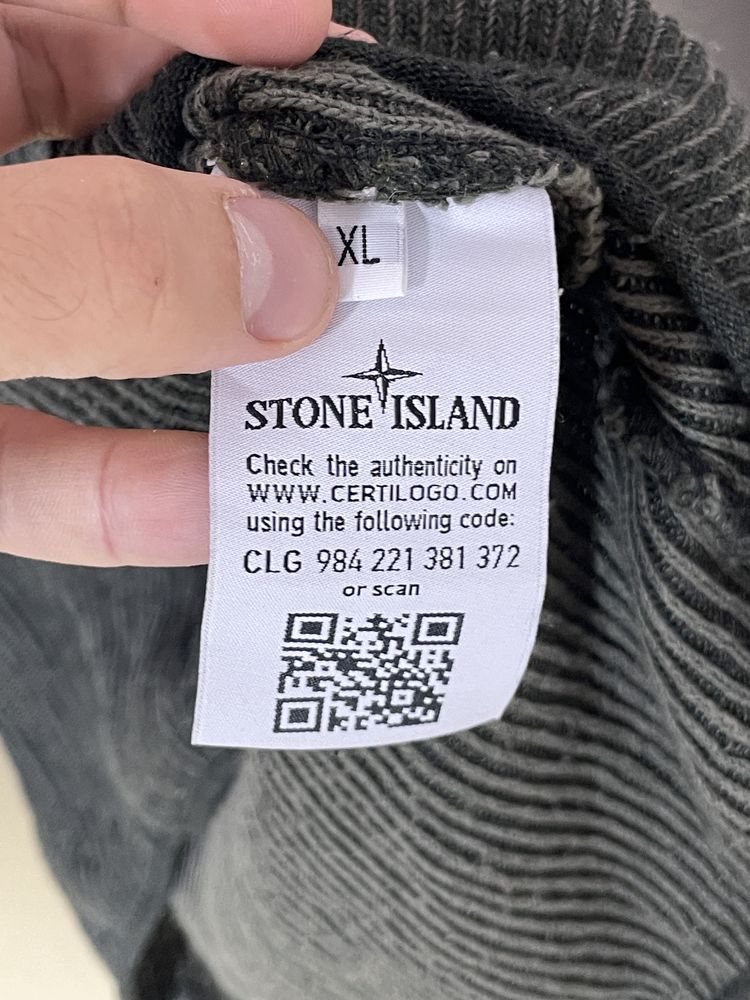 XL
STONE ISLAND
Check the authenticity on
WWW.CERTILOGO.COM
using the following code:
CLG 984 221 381 372
or scan